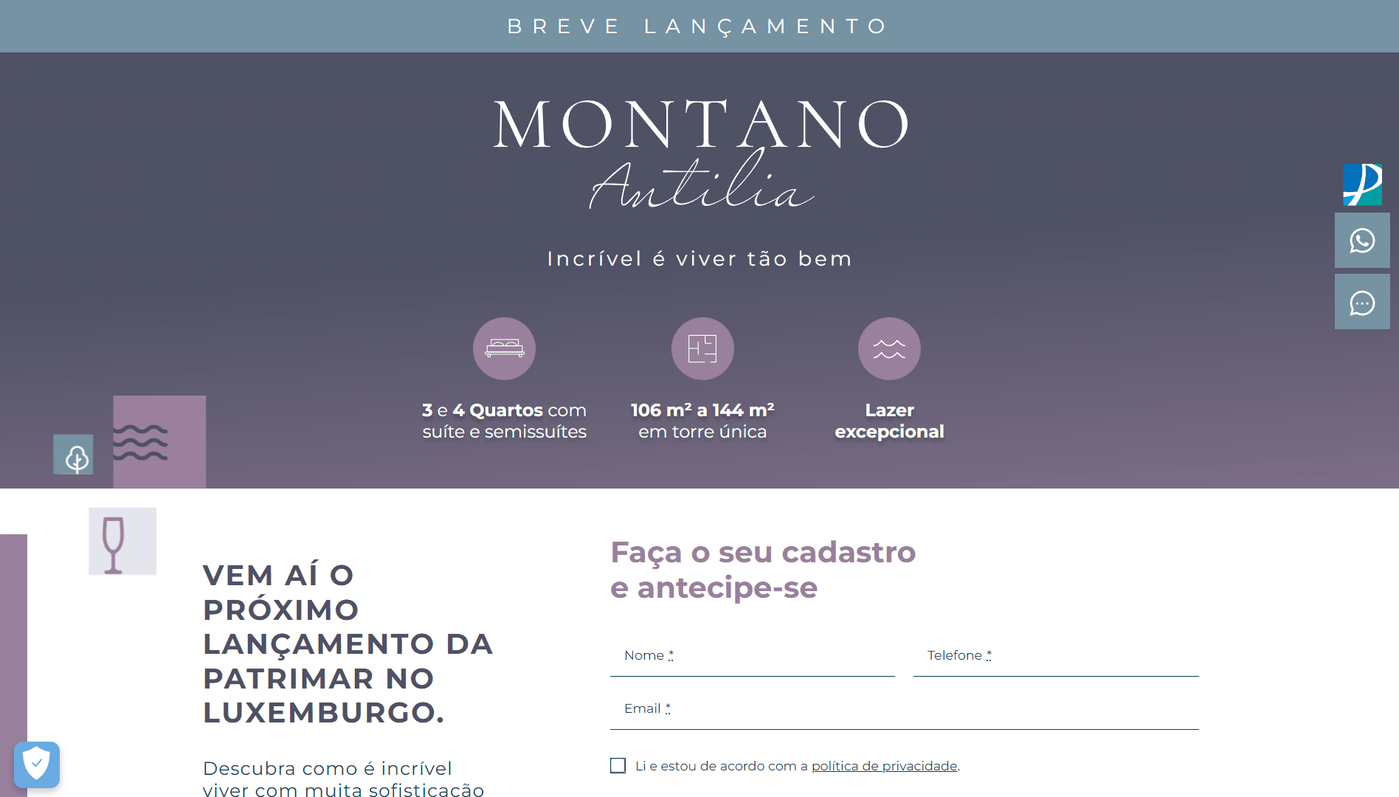 BREVE LANÇAMENTO
MONTANO
Antilia
Incrível é viver tão bem
3 e 4 Quartos com
suíte e semissuítes
106 m² a 144 m²
em torre única
Lazer
excepcional
VEM AÍ O
PRÓXIMO
LANÇAMENTO DA
PATRIMAR NO
LUXEMBURGO.
Descubra como é incrível
viver com muita sofisticação
Faça o seu cadastro
e antecipe-se
Nome *
Telefone *
Email *
Li e estou de acordo com a política de privacidade.